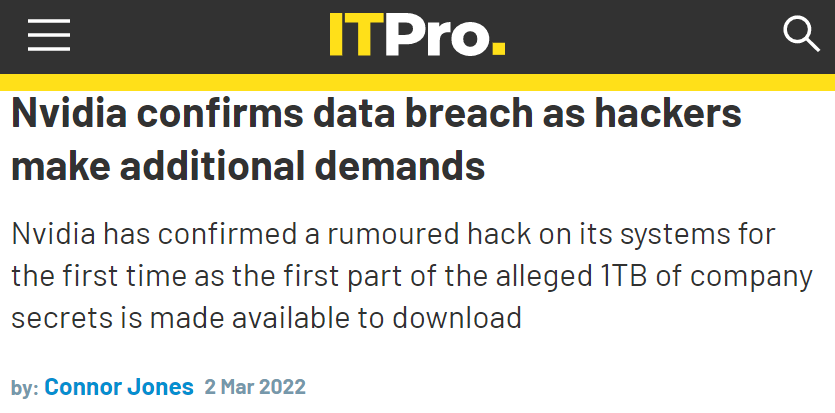 ITPro.
Nvidia confirms data breach as hackers
make additional demands
Nvidia has confirmed a rumoured hack on its systems for
the first time as the first part of the alleged 1TB of company
secrets is made available to download
by: Connor Jones 2 Mar 2022